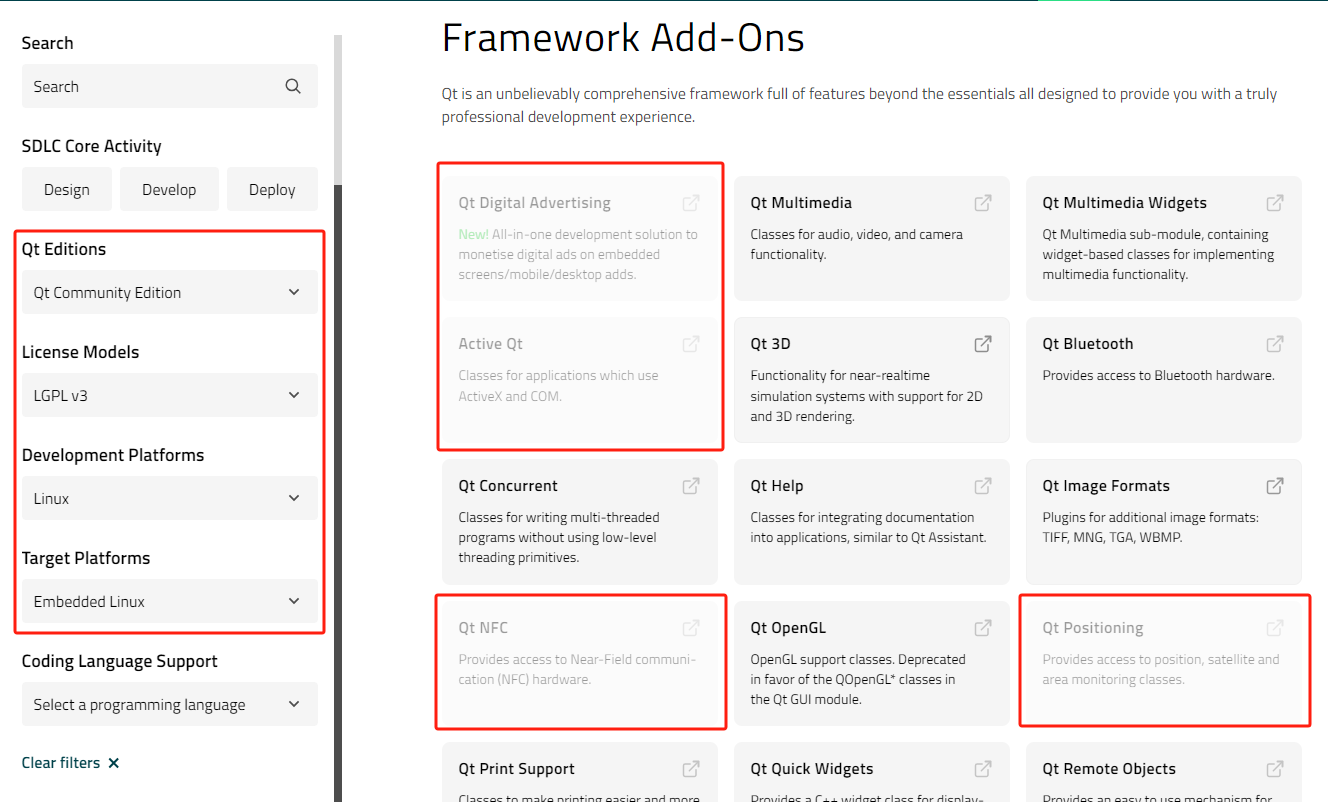 Search
Search
SDLC Core Activity
Design
Develop
Deploy
Qt Editions
Qt Community Edition
License Models
LGPL v3
Development Platforms
Linux
Target Platforms
Embedded Linux
Coding Language Support
Select a programming language
Clear filters ×
Framework Add-Ons
Qt is an unbelievably comprehensive framework full of features beyond the essentials all designed to provide you with a truly
professional development experience.
Qt Digital Advertising
New! All-in-one development solution to
monetise digital ads on embedded
screens/mobile/desktop adds.
Qt Multimedia
Classes for audio, video, and camera
functionality.
Qt Multimedia Widgets
Qt Multimedia sub-module, containing
widget-based classes for implementing
multimedia functionality.
Active Qt
Classes for applications which use
ActiveX and COM.
Qt 3D
Functionality for near-realtime
simulation systems with support for 2D
and 3D rendering.
Qt Bluetooth
Provides access to Bluetooth hardware.
Qt Concurrent
Classes for writing multi-threaded
programs without using low-level
threading primitives.
Qt Help
Classes for integrating documentation
into applications, similar to Qt Assistant.
Qt Image Formats
Plugins for additional image formats:
TIFF, MNG, TGA, WBMP.
Qt NFC
Provides access to Near-Field communi-
cation (NFC) hardware.
Qt OpenGL
OpenGL support classes. Deprecated
in favor of the QOpenGL* classes in
the Qt GUI module.
Qt Positioning
Provides access to position, satellite and
area monitoring classes.
Qt Print Support
Classes to make printing easier and more
Qt Quick Widgets
Provides a C++ widget class for display-
Qt Remote Objects
Provides an easy to use mechanism for